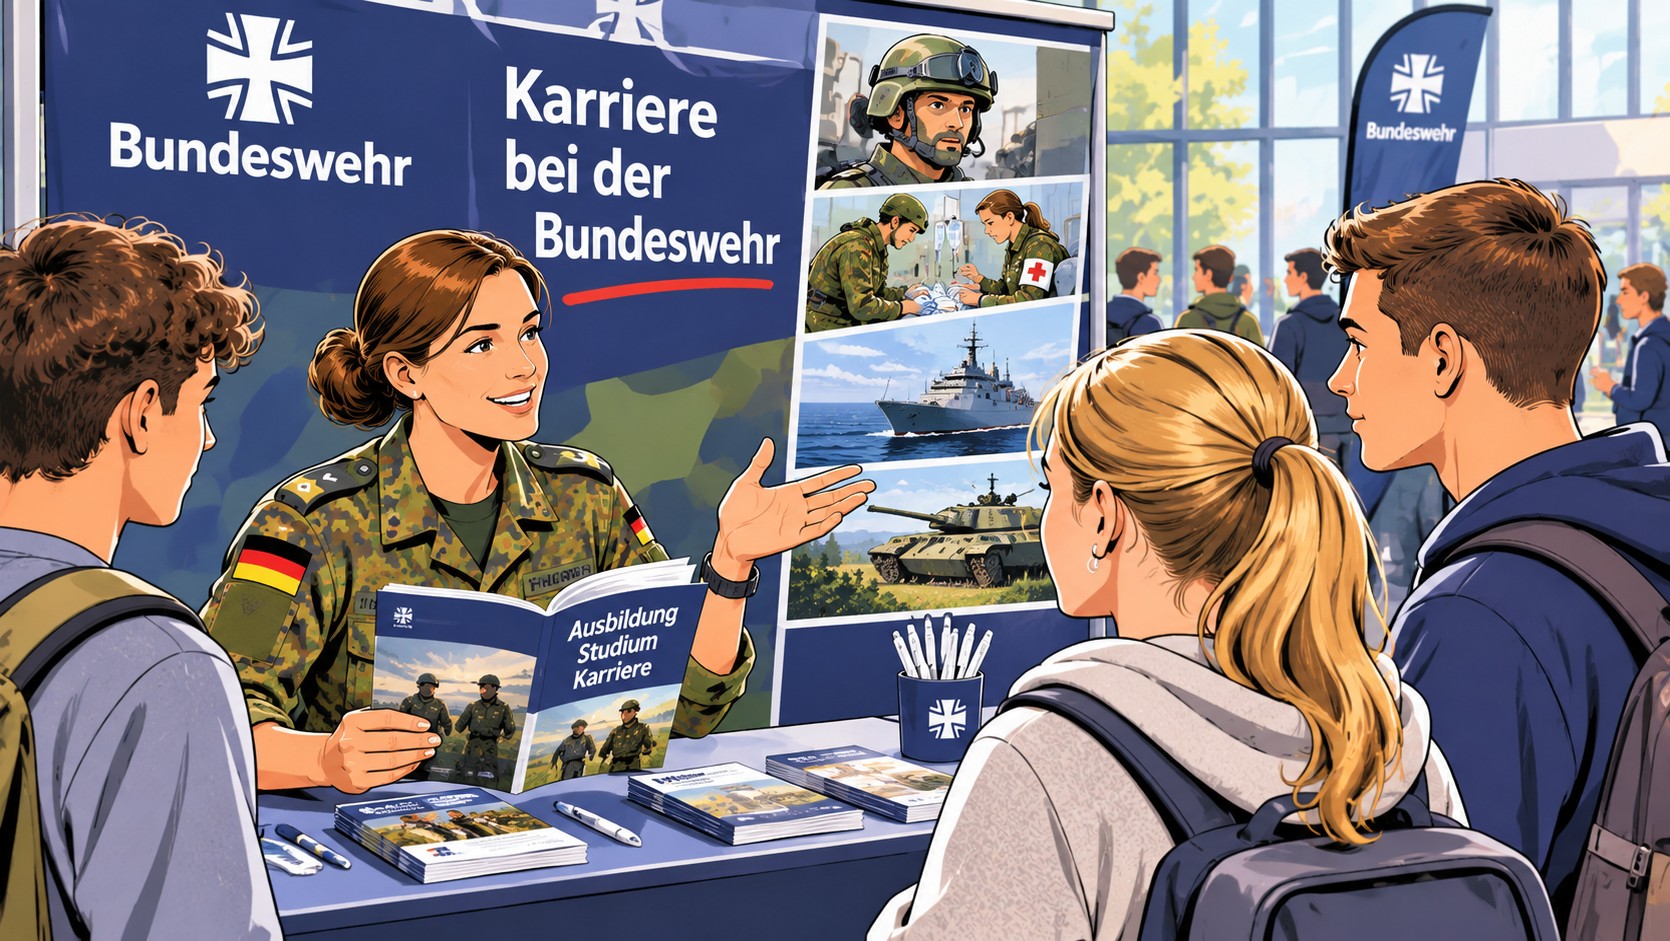 Bundeswehr
Karriere
bei der
Bundeswehr
Bundeswehr
Ausbildung
Studium
Karriere